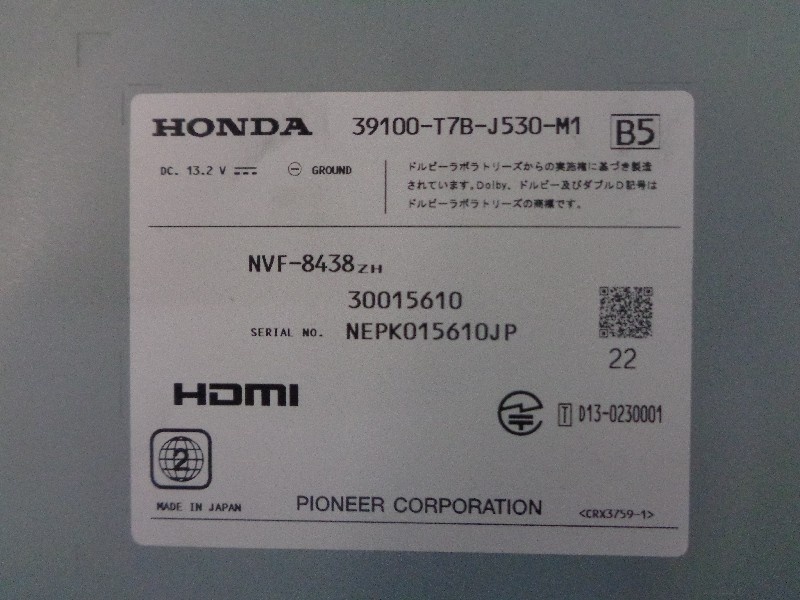 HONDA 39100-T7B-J530-M1 B5
DC. 13.2 V GROUND
ドルビーラボラトリーズからの実施権に基づき製造
されています。Dolby、ドルビー及びダブルD記号は
ドルビーラボラトリーズの商標です。
NVF-8438ZH
30015610
SERIAL NO. NEPK015610JP
22
HDMI
T D13-0230001
2
MADE IN JAPAN PIONEER CORPORATION <CRX3759-1>